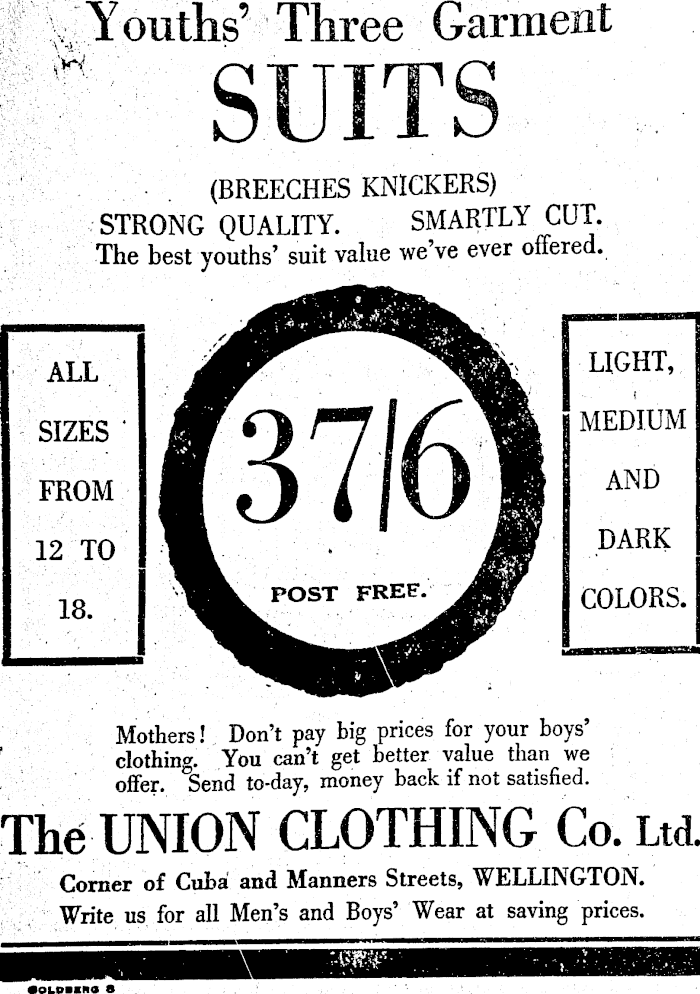 Youths' Three Garment
SUITS
(BREECHES KNICKERS)
STRONG QUALITY. SMARTLY CUT.
The best youths' suit value we've ever offered.
ALL
SIZES
FROM
12 TO
18.
37/6
POST FREE.
LIGHT,
MEDIUM
AND
DARK
COLORS.
Mothers! Don't pay big prices for your boys'
clothing. You can't get better value than we
offer. Send to-day, money back if not satisfied.
The UNION CLOTHING Co. Ltd.
Corner of Cuba and Manners Streets, WELLINGTON.
Write us for all Men's and Boys' Wear at saving prices.
GOLDBERG 8